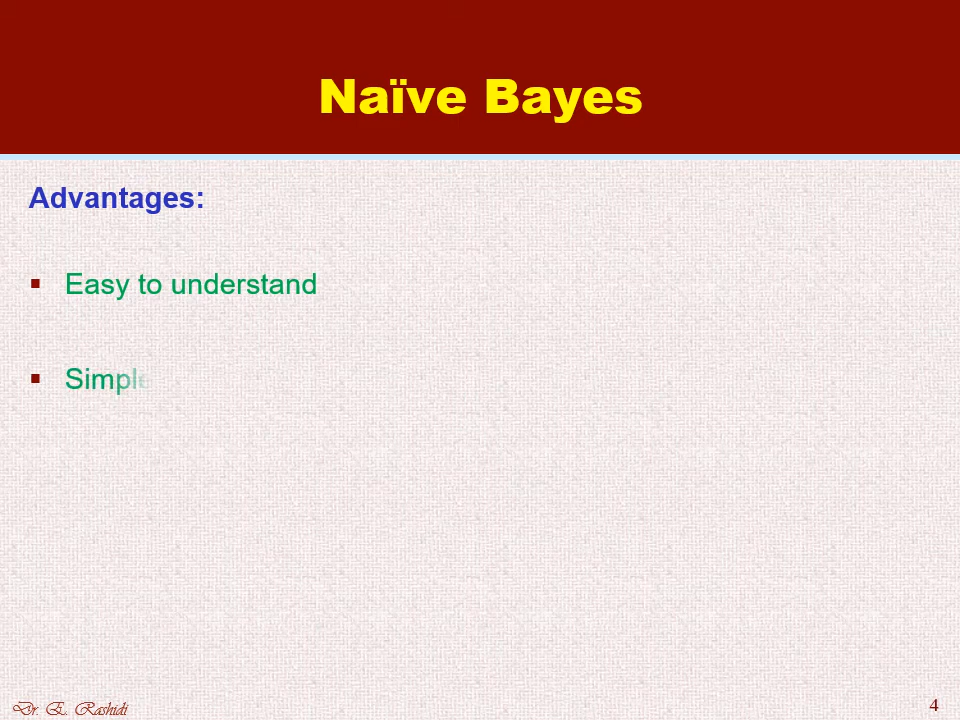 Naïve Bayes
Advantages:
▪ Easy to understand
▪ Simple
Dr. E. Rashidi
4